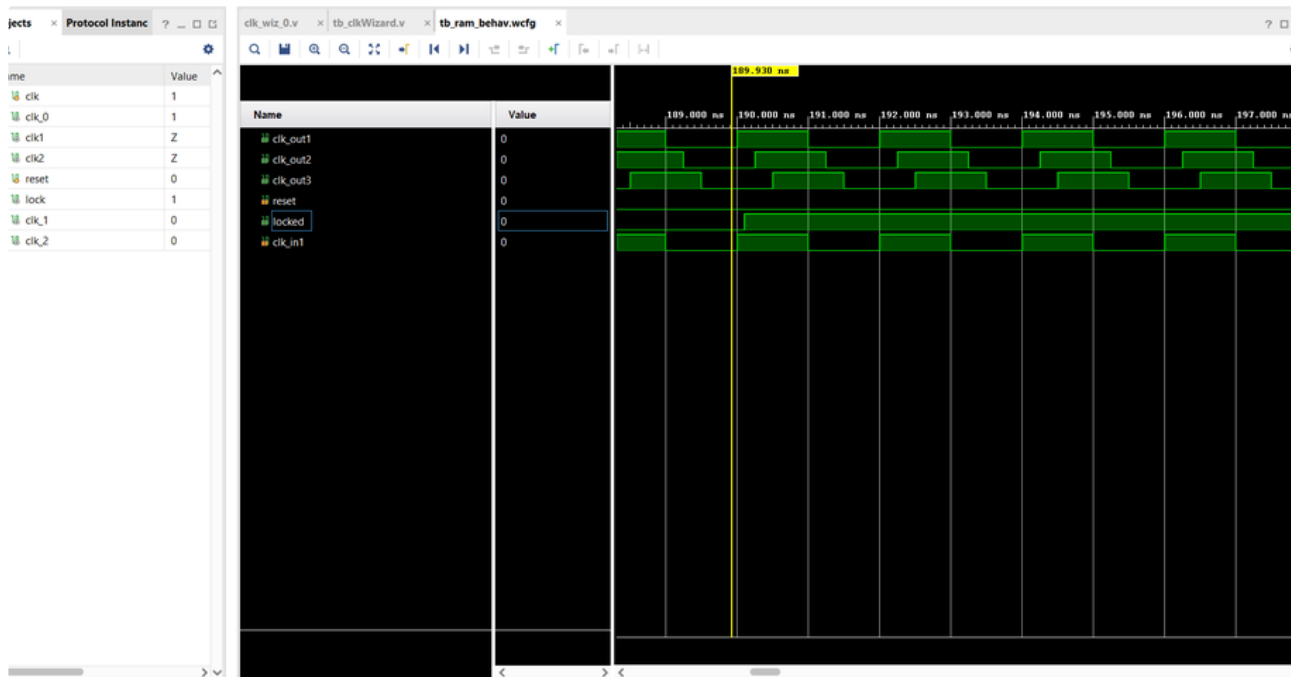 jects × Protocol Instanc ? _
clk_wiz_0.v × tb_clkWizard.v × tb_ram_behav.wcfg × ?
ame Value
clk 1
clk_0 1
clk1 Z
clk2 Z
reset 0
lock 1
clk_1 0
clk_2 0
Name Value
clk_out1 0
clk_out2 0
clk_out3 0
reset 0
locked 0
clk_in1 0
189.930 ns
189.000 ns 190.000 ns 191.000 ns 192.000 ns 193.000 ns 194.000 ns 195.000 ns 196.000 ns 197.000 ns